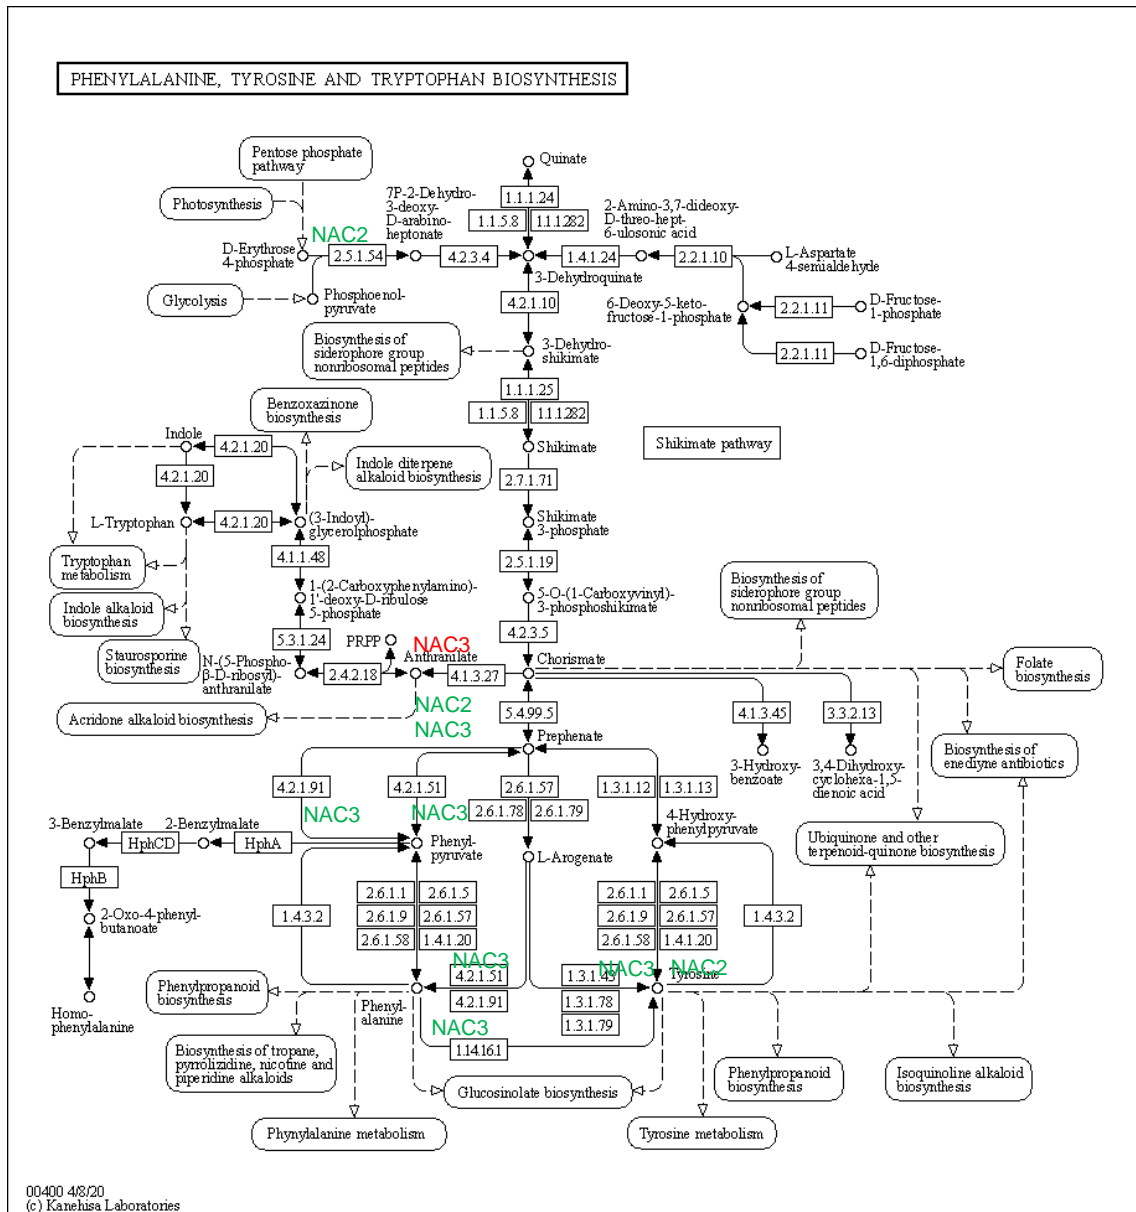 PHENYLALANINE, TYROSINE AND TRYPTOPHAN BIOSYNTHESIS
Pentose phosphate
pathway
Photosynthesis
NAC2
D-Erythrose
4-phosphate
2.5.1.54
7P-2-Dehydro-
3-deoxy-
D-arabino-
heptonate
4.2.3.4
Quinate
1.1.1.24
1.1.5.8
1.1.1.282
2-Amino-3,7-dideoxy-
D-threo-hept-
6-ulosonic acid
1.4.1.24
2.2.1.10
L-Aspartate
4-semialdehyde
3-Dehydroquinate
Glycolysis
Phosphoenol-
pyruvate
4.2.1.10
6-Deoxy-5-keto-
fructose-1-phosphate
2.2.1.11
D-Fructose-
1-phosphate
2.2.1.11
D-Fructose-
1,6-diphosphate
Biosynthesis of
siderophore group
nonribosomal peptides
3-Dehydro-
shikimate
1.1.1.25
1.1.5.8
1.1.1.282
Benzoxazinone
biosynthesis
Indole
4.2.1.20
4.2.1.20
Indole diterpene
alkaloid biosynthesis
Shikimate
Shikimate pathway
2.7.1.71
L-Tryptophan
4.2.1.20
(3-Indoyl)-
glycerolphosphate
Shikimate
3-phosphate
Tryptophan
metabolism
4.1.1.48
2.5.1.19
Indole alkaloid
biosynthesis
1-(2-Carboxyphenylamino)-
1'-deoxy-D-ribulose
5-phosphate
5-O-(1-Carboxyvinyl)-
3-phosphoshikimate
Biosynthesis of
siderophore group
nonribosomal peptides
Staurosporine
biosynthesis
5.3.1.24
PRPP
NAC3
4.2.3.5
N-(5-Phospho-
β-D-ribosyl)-
anthranilate
2.4.2.18
Anthranilate
4.1.3.27
Chorismate
Folate
biosynthesis
Acridone alkaloid biosynthesis
NAC2
NAC3
5.4.99.5
4.1.3.45
3.3.2.13
Prephenate
3-Hydroxy-
benzoate
3,4-Dihydroxy-
cyclohexa-1,5-
dienoic acid
Biosynthesis of
enediyne antibiotics
4.2.1.91
4.2.1.51
2.6.1.57
1.3.1.12
1.3.1.13
NAC3
NAC3
2.6.1.78
2.6.1.79
3-Benzylmalate
2-Benzylmalate
HphCD
HphA
Phenyl-
pyruvate
L-Arogenate
4-Hydroxy-
phenylpyruvate
Ubiquinone and other
terpenoid-quinone biosynthesis
HphB
2-Oxo-4-phenyl-
butanoate
1.4.3.2
2.6.1.1
2.6.1.5
2.6.1.9
2.6.1.57
2.6.1.58
1.4.1.20
2.6.1.1
2.6.1.5
2.6.1.9
2.6.1.57
2.6.1.58
1.4.1.20
1.4.3.2
Homo-
phenylalanine
Phenylpropanoid
biosynthesis
NAC3
4.2.1.51
4.2.1.91
NAC3
NAC2
1.3.1.43
1.3.1.78
1.3.1.79
Tyrosine
Phenyl-
alanine
NAC3
1.14.16.1
Biosynthesis of tropane,
pyrrolizidine, nicotine and
piperidine alkaloids
Glucosinolate biosynthesis
Phenylpropanoid
biosynthesis
Isoquinoline alkaloid
biosynthesis
Phynylalanine metabolism
Tyrosine metabolism
00400 4/8/20
(c) Kanehisa Laboratories